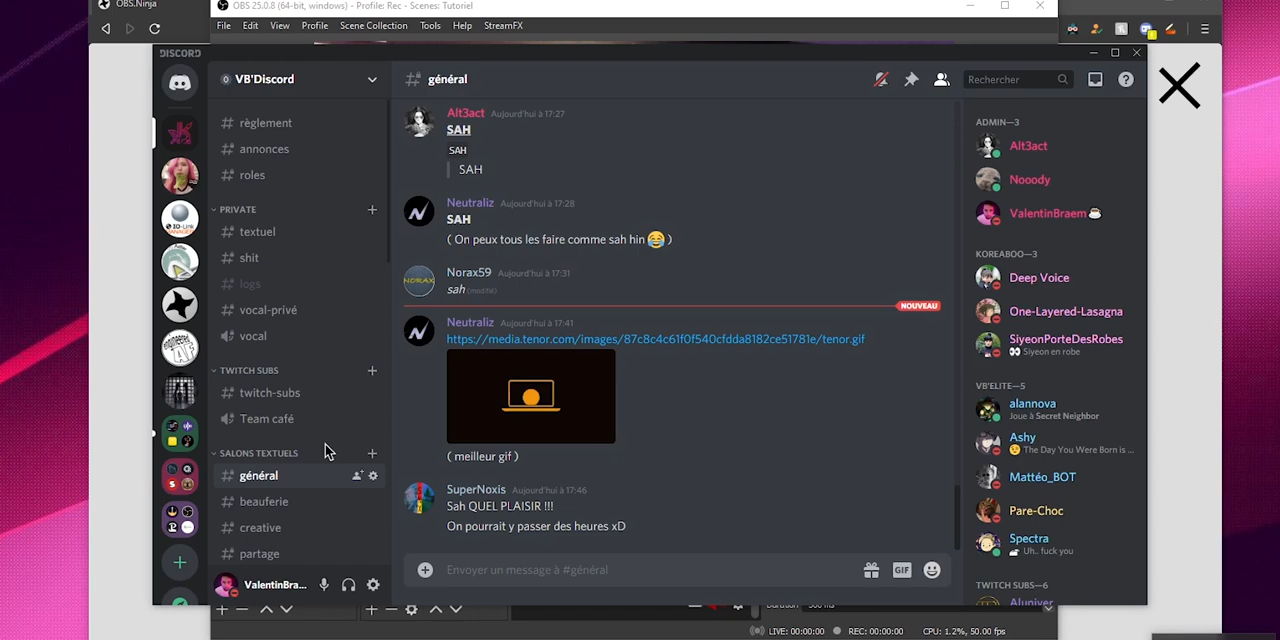 OBS.Ninja
OBS 25.0.8 (64-bit, windows) - Profile: Rec - Scenes: Tutoriel
File Edit View Profile Scene Collection Tools Help StreamFX
DISCORD
VB'Discord
# règlement
# annonces
# roles
PRIVATE
# textuel
# shit
# logs
vocal-privé
vocal
TWITCH SUBS
# twitch-subs
Team café
SALONS TEXTUELS
# général
# beauferie
# creative
# partage
ValentinBrae...
# général
Rechercher
Alt3act Aujourd'hui à 17:27
SAH
SAH
SAH
Neutraliz Aujourd'hui à 17:28
SAH
( On peux tous les faire comme sah hin 😂 )
Norax59 Aujourd'hui à 17:31
sah (modifié)
NOUVEAU
Neutraliz Aujourd'hui à 17:41
https://media.tenor.com/images/87c8c4c61f0f540cfdda8182ce51781e/tenor.gif
( meilleur gif )
SuperNoxis Aujourd'hui à 17:46
Sah QUEL PLAISIR !!!
On pourrait y passer des heures xD
Envoyer un message à #général
GIF
ADMIN—3
Alt3act
Nooody
ValentinBraem
KOREABOO—3
Deep Voice
One-Layered-Lasagna
SiyeonPorteDesRobes
👀 Siyeon en robe
VB'ELITE—5
alannova
Joue à Secret Neighbor
Ashy
The Day You Were Born is ...
Mattéo_BOT
Pare-Choc
Spectra
Uh.. fuck you
TWITCH SUBS—6
Aluniver
Duration 300 ms
LIVE: 00:00:00 REC: 00:00:00 CPU: 1.2%, 50.00 fps